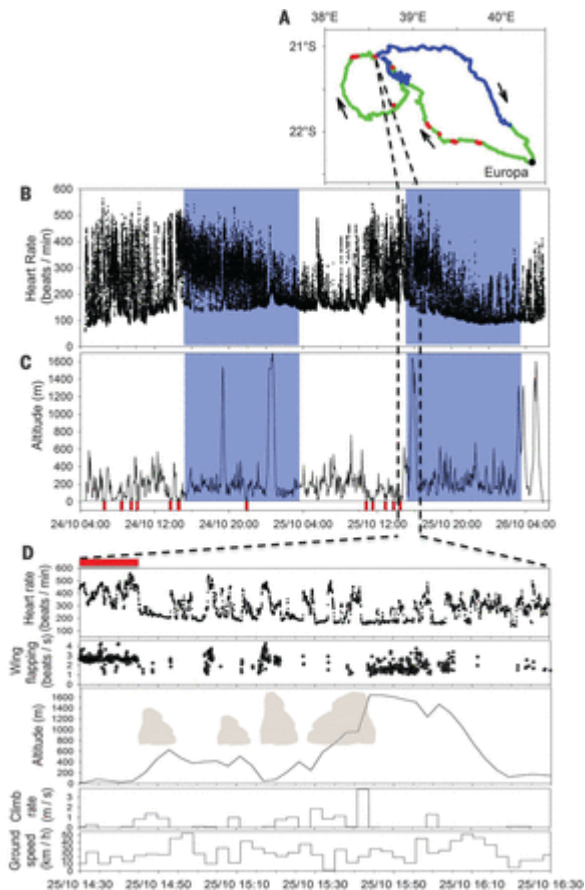 A
38°E 39°E 40°E
21°S
22°S
Europa
B
Heart Rate
(beats / min)
600
500
400
300
200
100
0
C
Altitude (m)
1600
1400
1200
1000
800
600
400
200
0
24/10 04:00 24/10 12:00 24/10 20:00 25/10 04:00 25/10 12:00 25/10 20:00 26/10 04:00
D
Heart rate
(beats / min)
600
500
400
300
200
100
Wing
flapping
(beats / s)
4
3
2
1
0
Altitude (m)
1600
1400
1200
1000
800
600
400
200
0
Climb
rate
(m / s)
3
2
1
0
Ground
speed
(km / h)
25/10 14:30 25/10 14:50 25/10 15:10 25/10 15:30 25/10 15:50 25/10 16:10 25/10 16:30